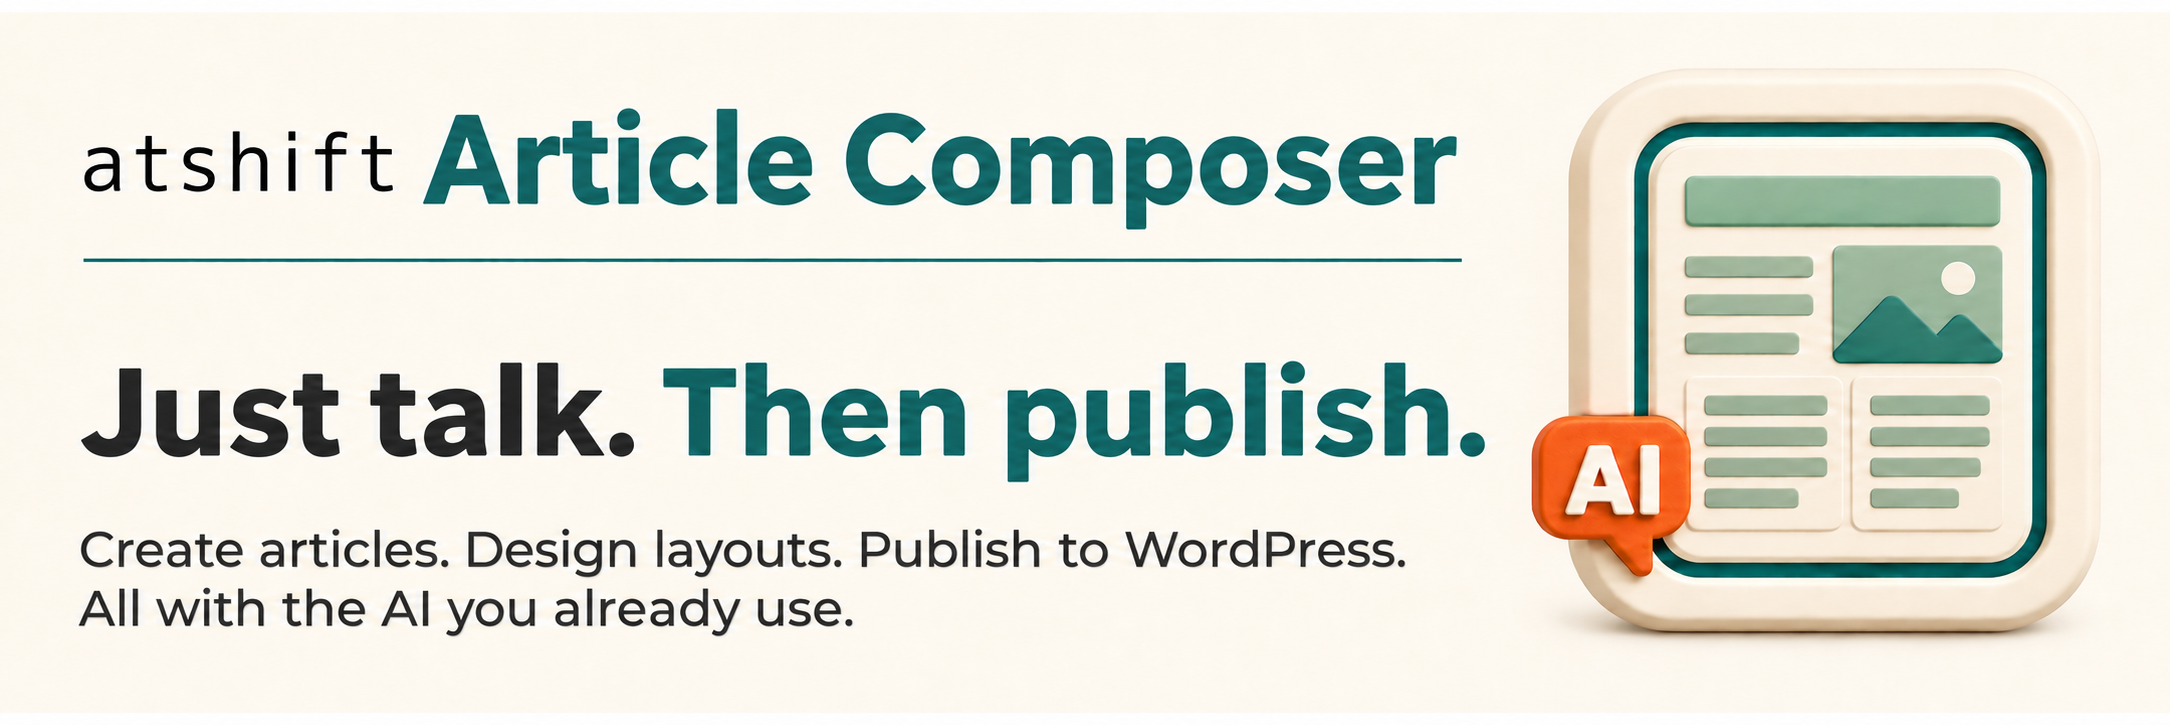 atshift Article Composer
Just talk. Then publish.
Create articles. Design layouts. Publish to WordPress.
All with the AI you already use.
AI